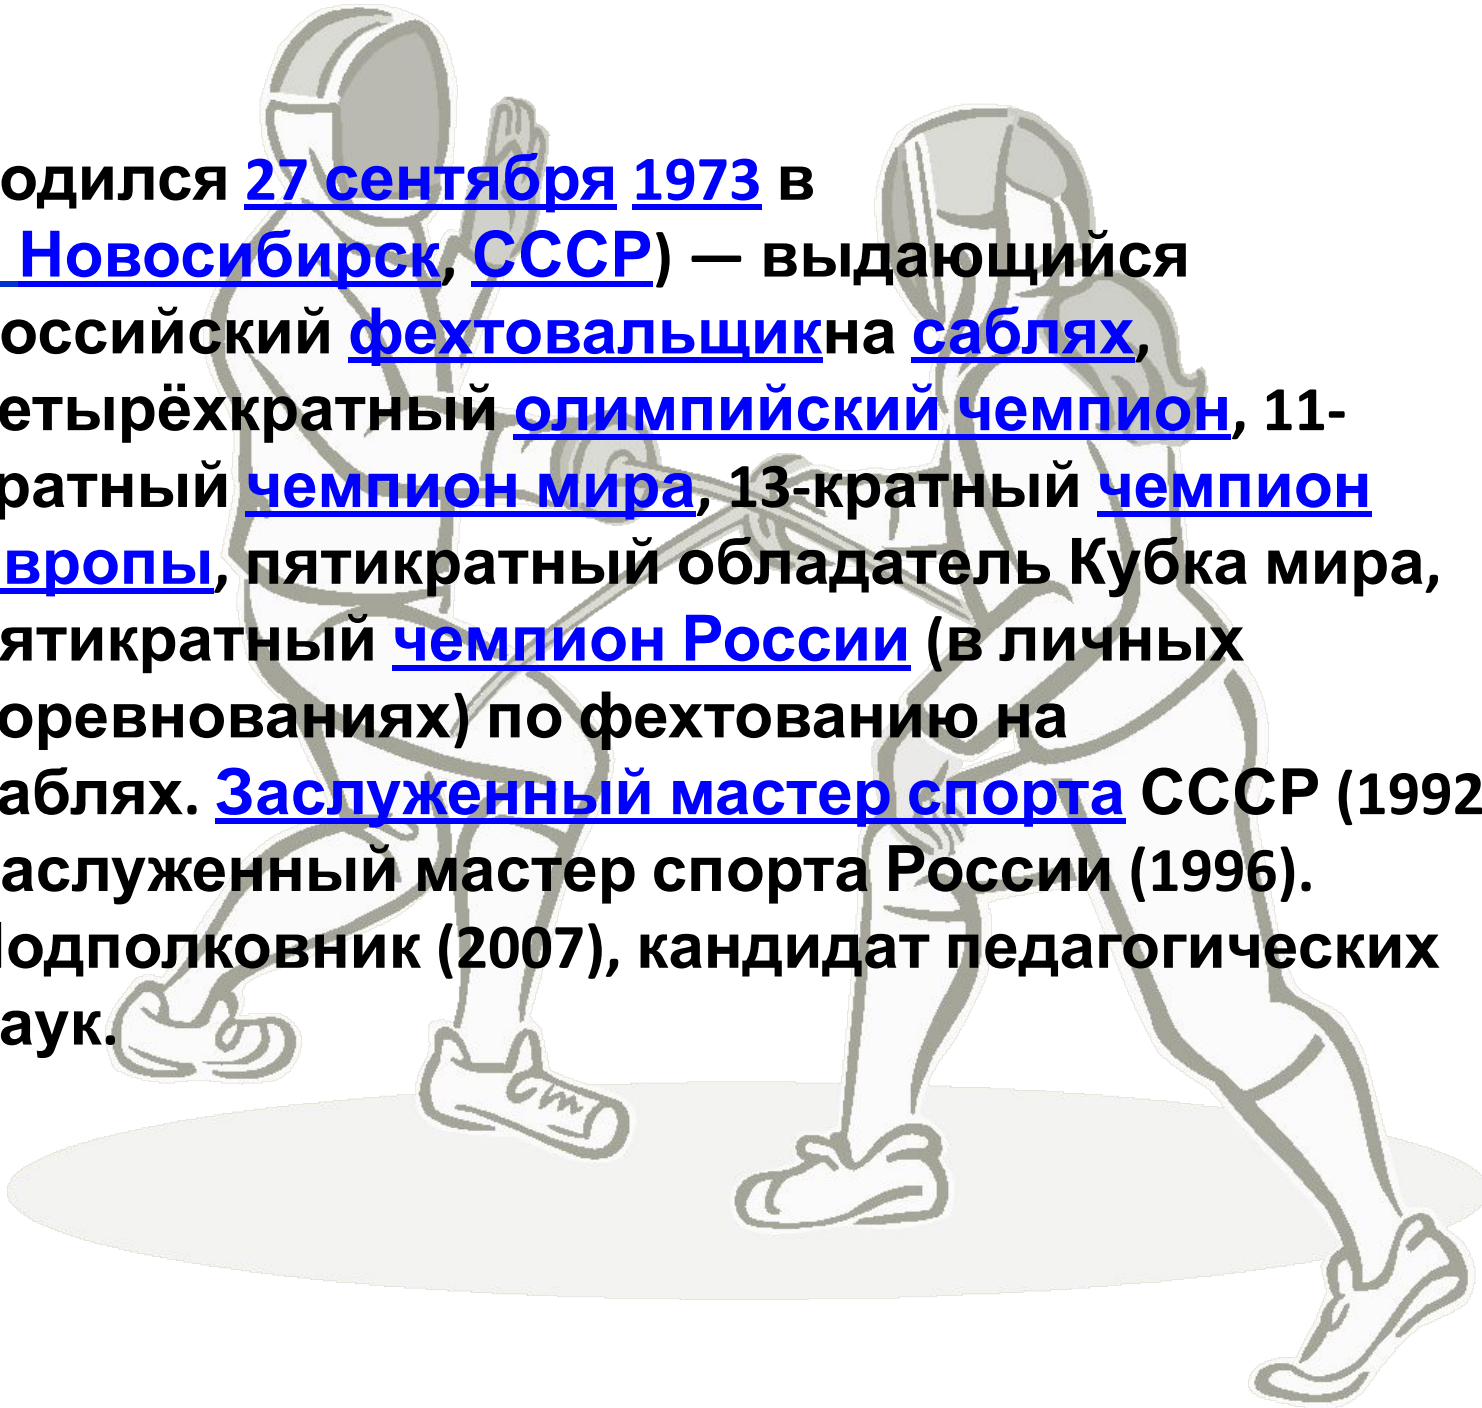 одился 27 сентября 1973 в
Новосибирск, СССР) — выдающийся
оссийский фехтовальщикна саблях,
етырёхкратный олимпийский чемпион, 11-
ратный чемпион мира, 13-кратный чемпион
вропы, пятикратный обладатель Кубка мира,
ятикратный чемпион России (в личных
оревнованиях) по фехтованию на
аблях. Заслуженный мастер спорта СССР (1992
аслуженный мастер спорта России (1996).
одполковник (2007), кандидат педагогических
аук.